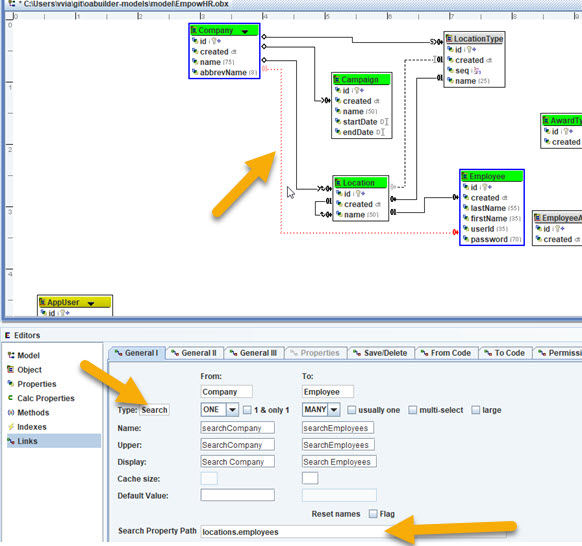 * C:\Users\vvia\git\oabuilder-models\model\EmpowHR.obx
0 1 2 3 4 5 6 7 8 9
0
1
2
3
4
Company
id
created dt
name (75)
abbrevName (8)
LocationType
id
created dt
seq
name (25)
Campaign
id
created dt
name (50)
startDate D
endDate D
AwardTy
id
created
Location
id
created dt
name (50)
Employee
id
created dt
lastName (55)
firstName (35)
userId (35)
password (70)
EmployeeA
id
created dt
AppUser
id
Editors
Model
Object
Properties
Calc Properties
Methods
Indexes
Links
General I General II General III Properties Save/Delete From Code To Code Permissi
From: To:
Company Employee
Type: Search ONE 1 & only 1 MANY usually one multi-select large
Name: searchCompany searchEmployees
Upper: SearchCompany SearchEmployees
Display: Search Company Search Employees
Cache size:
Default Value:
Reset names Flag
Search Property Path locations.employees